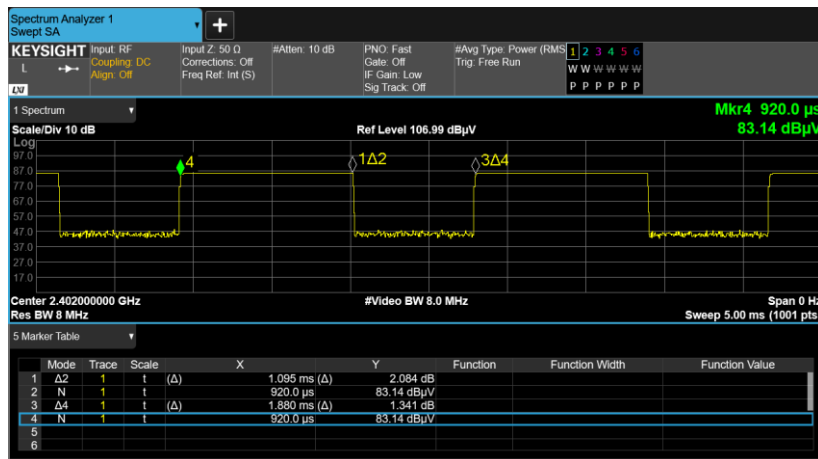 Spectrum Analyzer 1
Swept SA
+
KEYSIGHT Input: RF Input Z: 50 Ω #Atten: 10 dB PNO: Fast #Avg Type: Power (RMS 1 2 3 4 5 6
L Coupling: DC Corrections: Off Gate: Off Trig: Free Run
Align: Off Freq Ref: Int (S) IF Gain: Low W W W W W W
LXI Sig Track: Off P P P P P P
1 Spectrum Mkr4 920.0 µs
Scale/Div 10 dB Ref Level 106.99 dBµV 83.14 dBµV
Log
97.0
4 1Δ2 3Δ4
87.0
77.0
67.0
57.0
47.0
37.0
27.0
17.0
Center 2.402000000 GHz #Video BW 8.0 MHz Span 0 Hz
Res BW 8 MHz Sweep 5.00 ms (1001 pts
5 Marker Table
Mode Trace Scale X Y Function Function Width Function Value
1 Δ2 1 t (Δ) 1.095 ms (Δ) 2.084 dB
2 N 1 t 920.0 µs 83.14 dBµV
3 Δ4 1 t (Δ) 1.880 ms (Δ) 1.341 dB
4 N 1 t 920.0 µs 83.14 dBµV
5
6